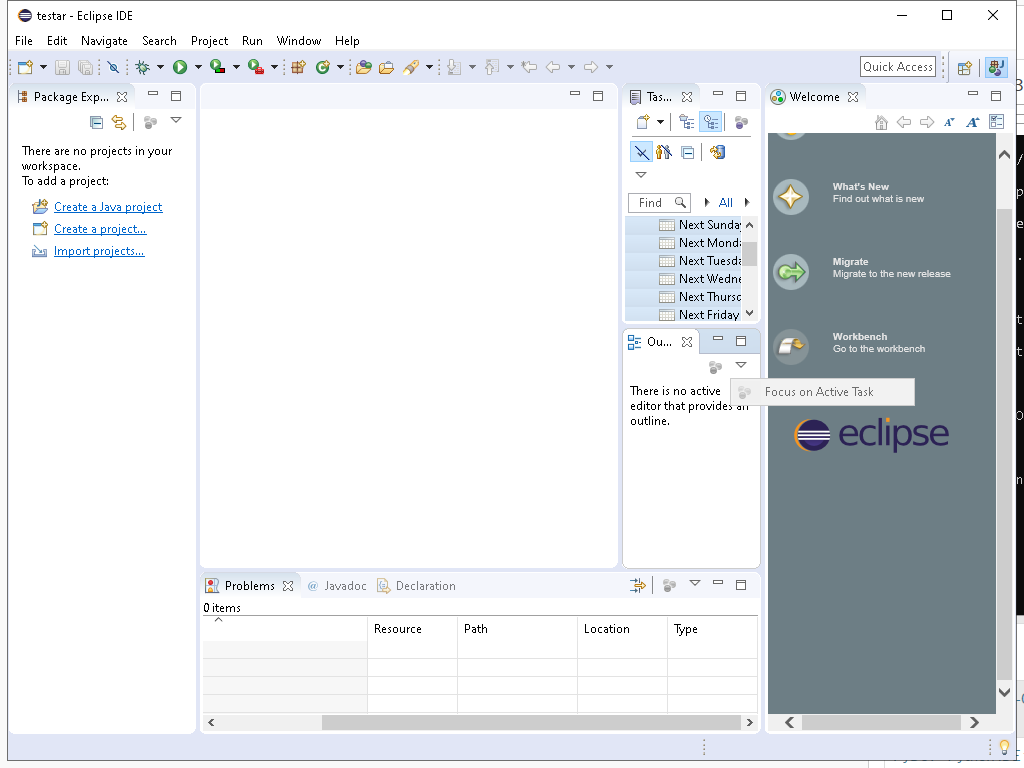 testar - Eclipse IDE
File Edit Navigate Search Project Run Window Help
Quick Access
Package Exp...
There are no projects in your
workspace.
To add a project:
Create a Java project
Create a project...
Import projects...
Tas...
Find
All
Next Sunday
Next Monda
Next Tuesda
Next Wedne
Next Thursd
Next Friday
Ou...
There is no active
editor that provides an
outline.
Focus on Active Task
Welcome
What's New
Find out what is new
Migrate
Migrate to the new release
Workbench
Go to the workbench
eclipse
Problems
@ Javadoc
Declaration
0 items
Resource Path Location Type